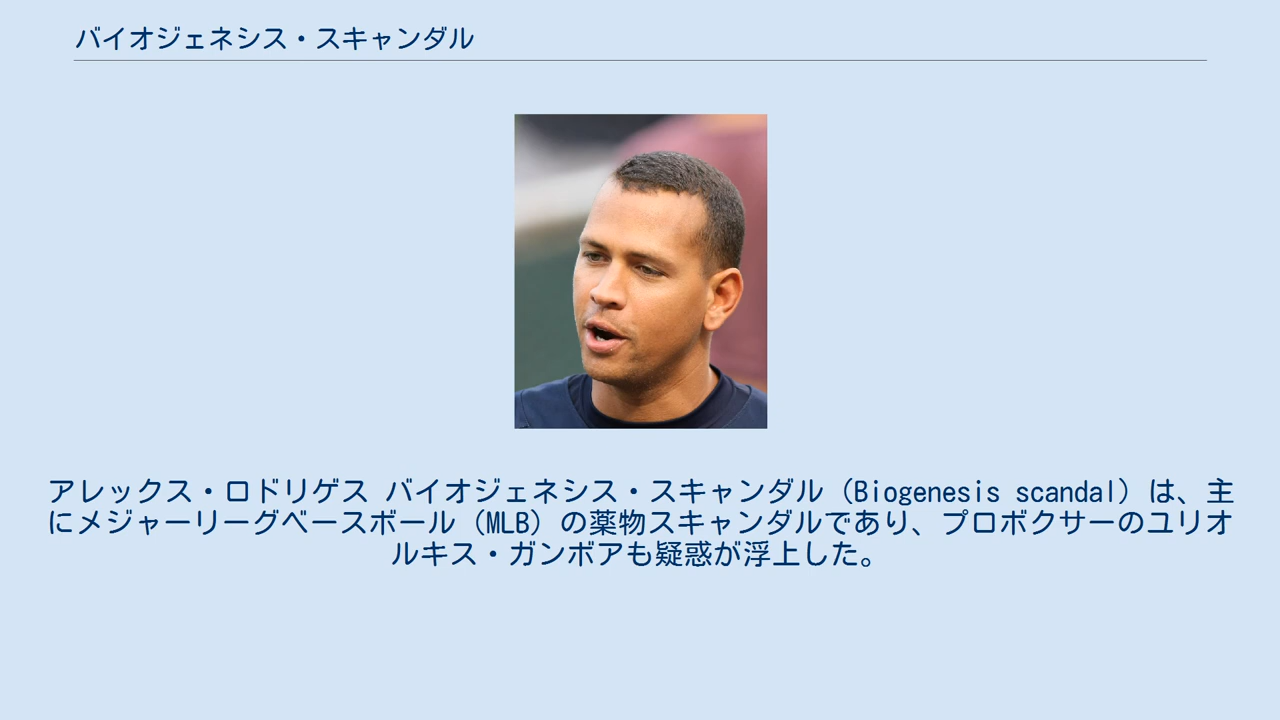 バイオジェネシス・スキャンダル
アレックス・ロドリゲス バイオジェネシス・スキャンダル（Biogenesis scandal）は、主
にメジャーリーグベースボール（MLB）の薬物スキャンダルであり、プロボクサーのユリオ
ルキス・ガンボアも疑惑が浮上した。